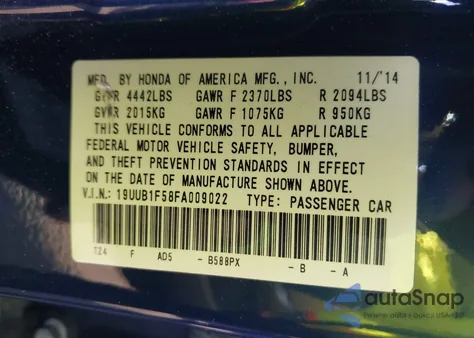 MFD. BY HONDA OF AMERICA MFG., INC. 11/'14
GVWR 4442LBS GAWR F 2370LBS R 2094LBS
GVWR 2015KG GAWR F 1075KG R 950KG
THIS VEHICLE CONFORMS TO ALL APPLICABLE
FEDERAL MOTOR VEHICLE SAFETY, BUMPER,
AND THEFT PREVENTION STANDARDS IN EFFECT
ON THE DATE OF MANUFACTURE SHOWN ABOVE.
V.I.N.: 19UUB1F58FA009022 TYPE: PASSENGER CAR
T24 F AD5 - B588PX - B - A
autoSnap